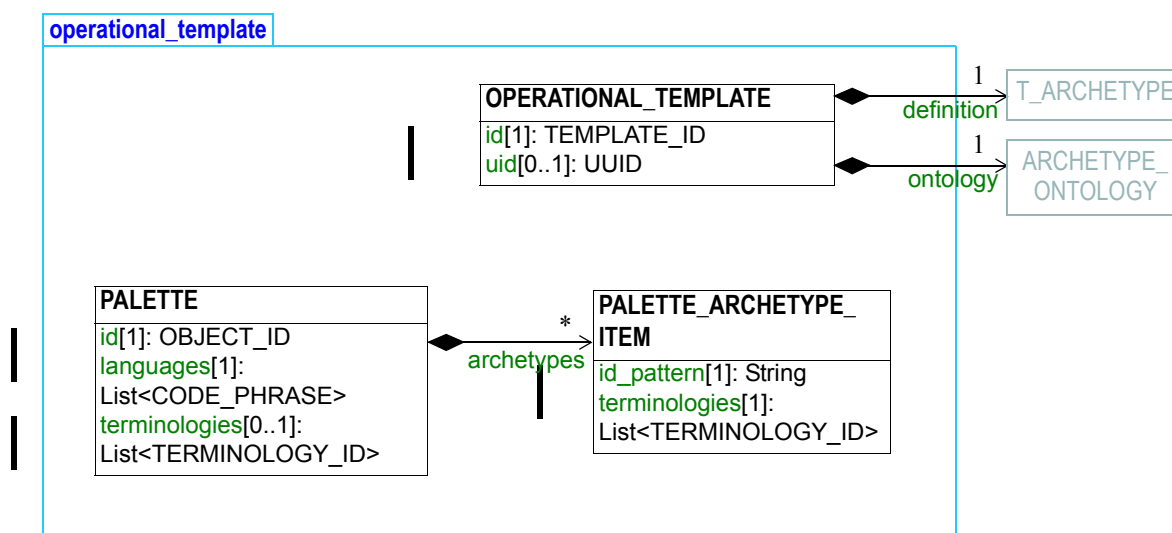 operational_template
OPERATIONAL_TEMPLATE
id[1]: TEMPLATE_ID
uid[0..1]: UUID
1
definition
T_ARCHETYPE
1
ontology
ARCHETYPE_
ONTOLOGY
PALETTE
id[1]: OBJECT_ID
languages[1]:
List<CODE_PHRASE>
terminologies[0..1]:
List<TERMINOLOGY_ID>
*
archetypes
PALETTE_ARCHETYPE_
ITEM
id_pattern[1]: String
terminologies[1]:
List<TERMINOLOGY_ID>